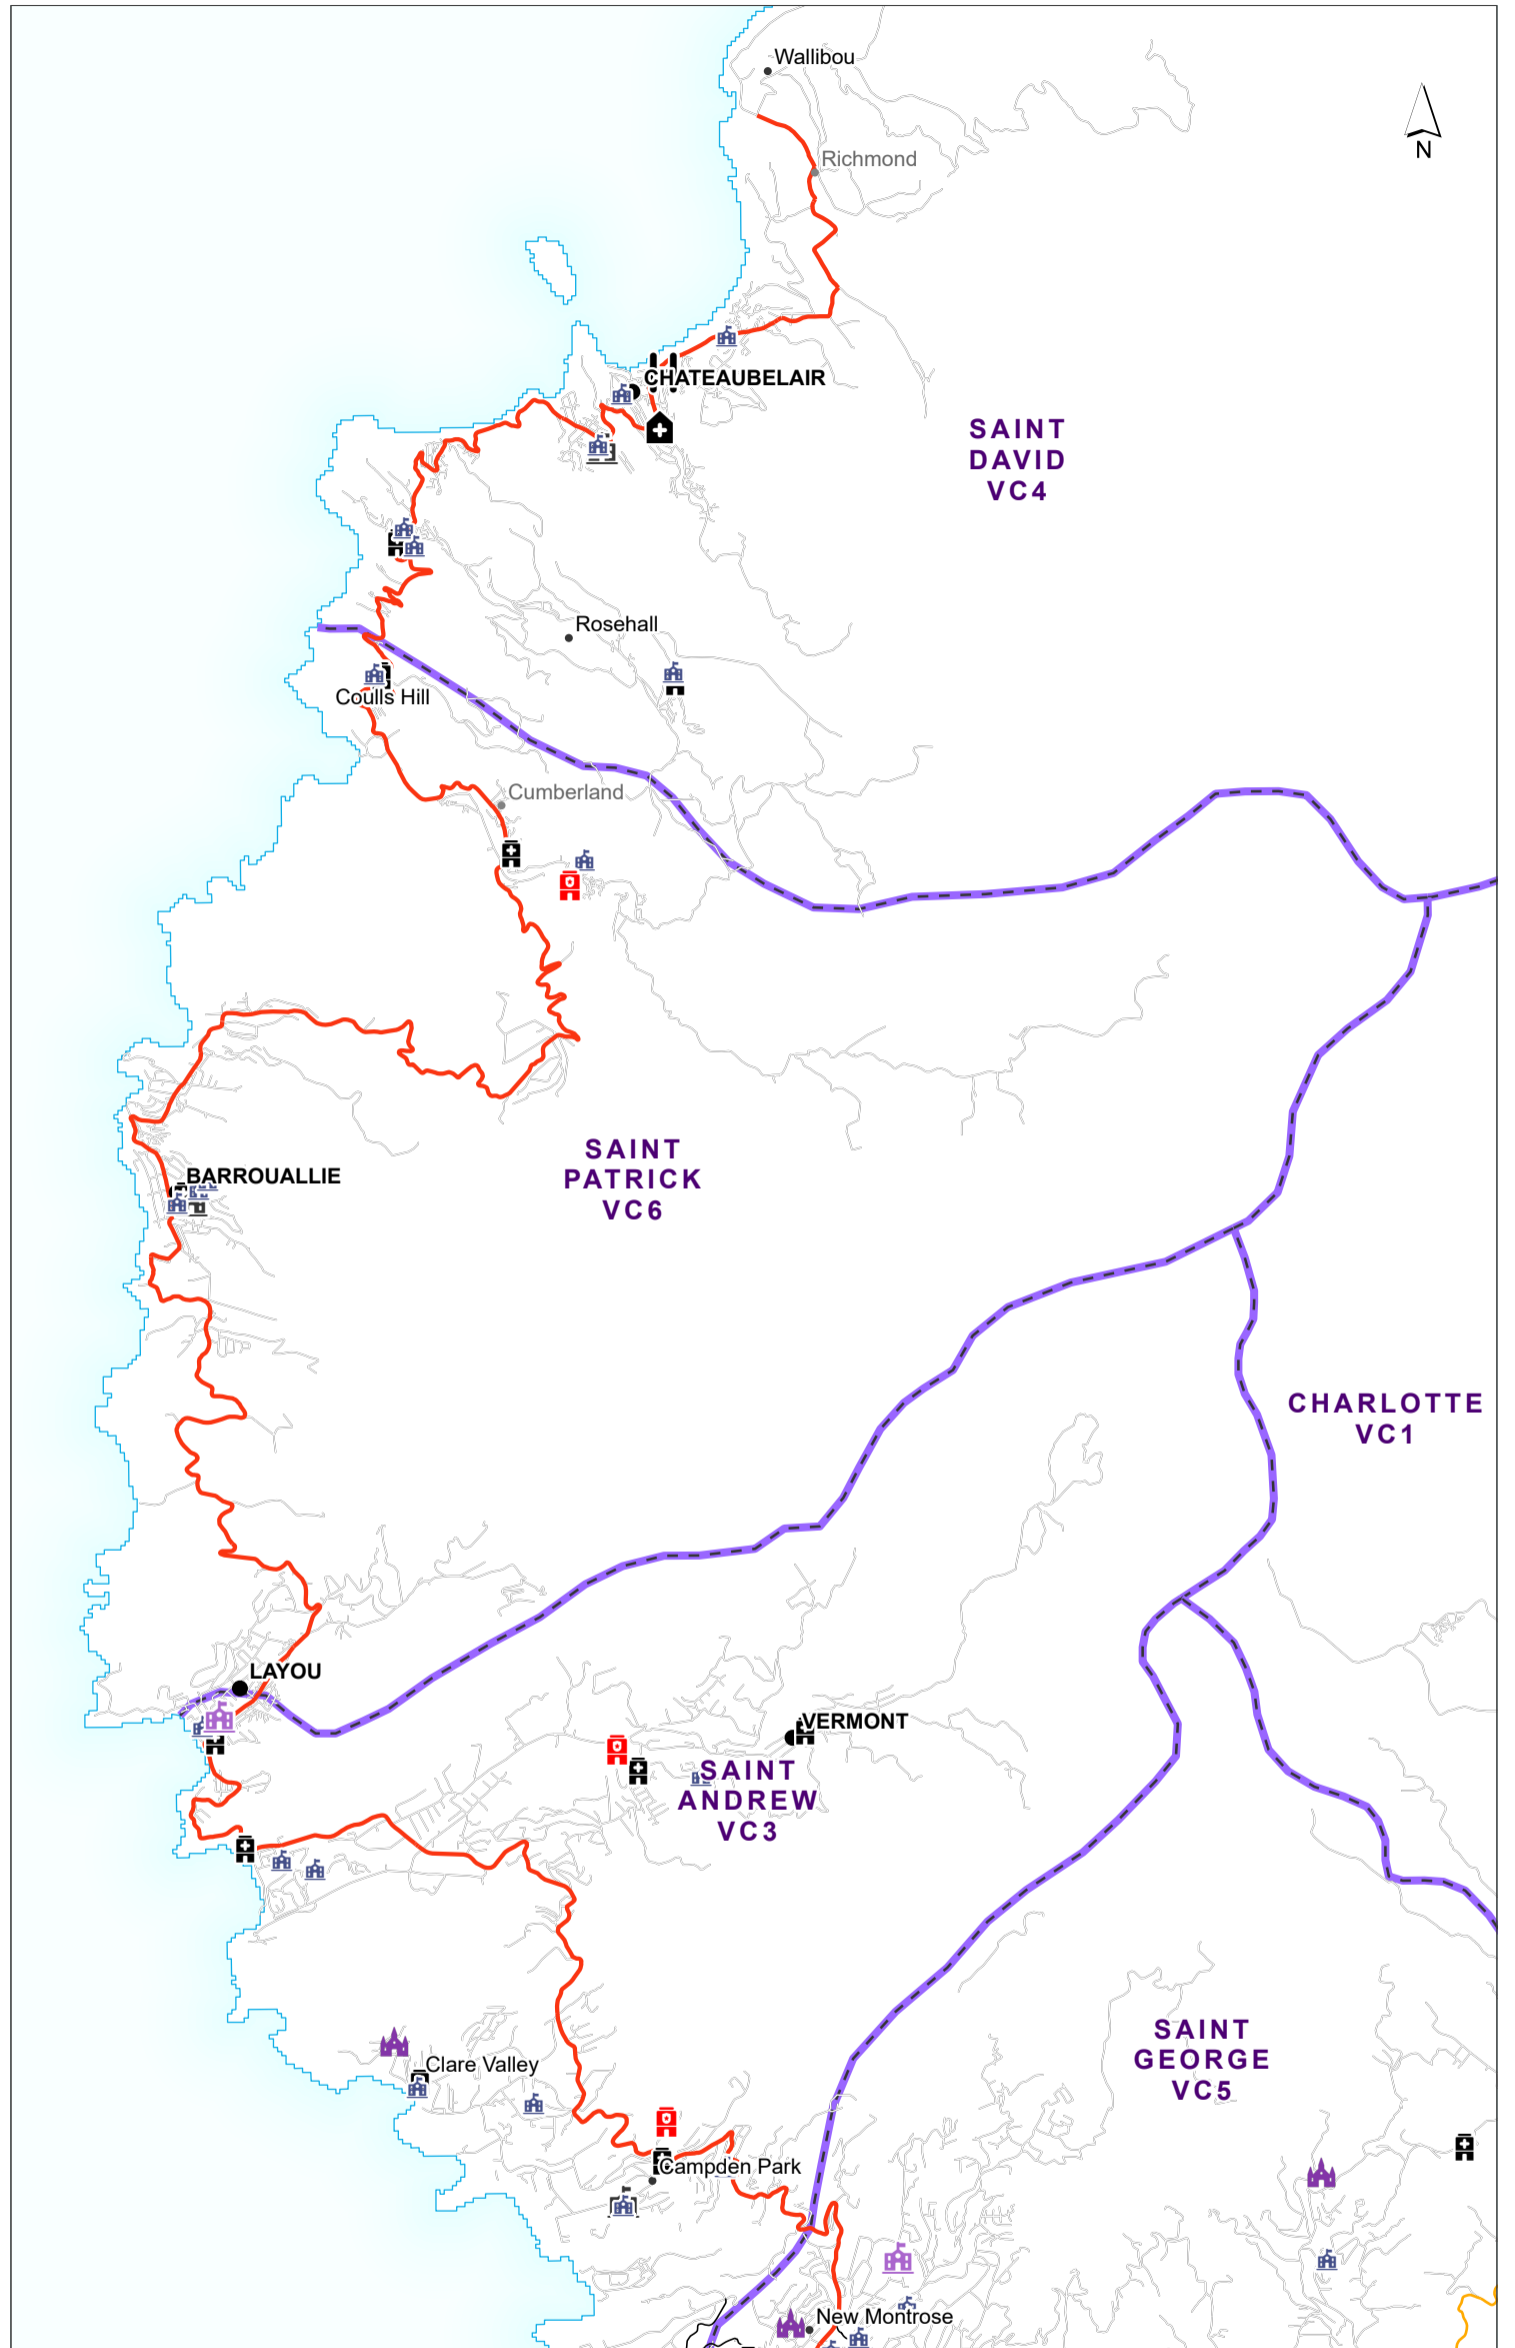 Wallibou
N
Richmond
CHATEAUBELAIR
SAINT
DAVID
VC4
Rosehall
Coulls Hill
Cumberland
SAINT
PATRICK
VC6
BARROUALLIE
CHARLOTTE
VC1
LAYOU
VERMONT
SAINT
ANDREW
VC3
SAINT
GEORGE
VC5
Clare Valley
Campden Park
New Montrose